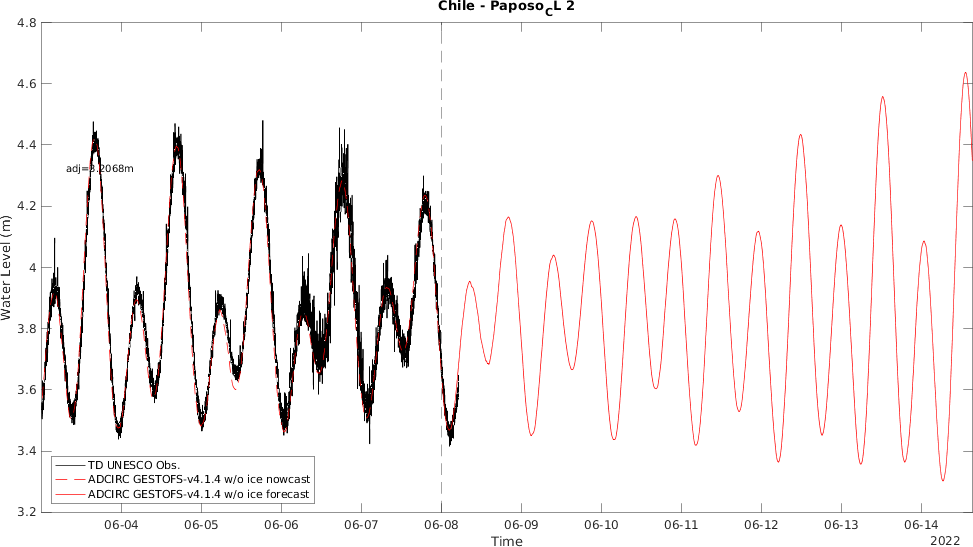 Chile - Paposo_CL 2
4.8
4.6
4.4
4.2
4
3.8
3.6
3.4
3.2
Water Level (m)
adj=3.2068m
TD UNESCO Obs.
ADCIRC GESTOFS-v4.1.4 w/o ice nowcast
ADCIRC GESTOFS-v4.1.4 w/o ice forecast
06-04 06-05 06-06 06-07 06-08 06-09 06-10 06-11 06-12 06-13 06-14
Time
2022